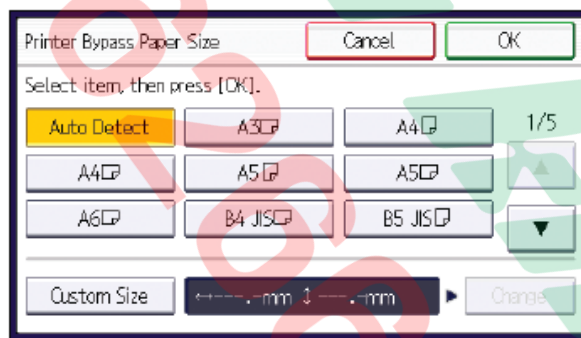 Printer Bypass Paper Size Cancel OK
Select item, then press [OK].
Auto Detect A3 A4 1/5
A4 A5 A5
A6 B4 JIS B5 JIS
Custom Size ↔---.-mm ↕ ---.-mm Change